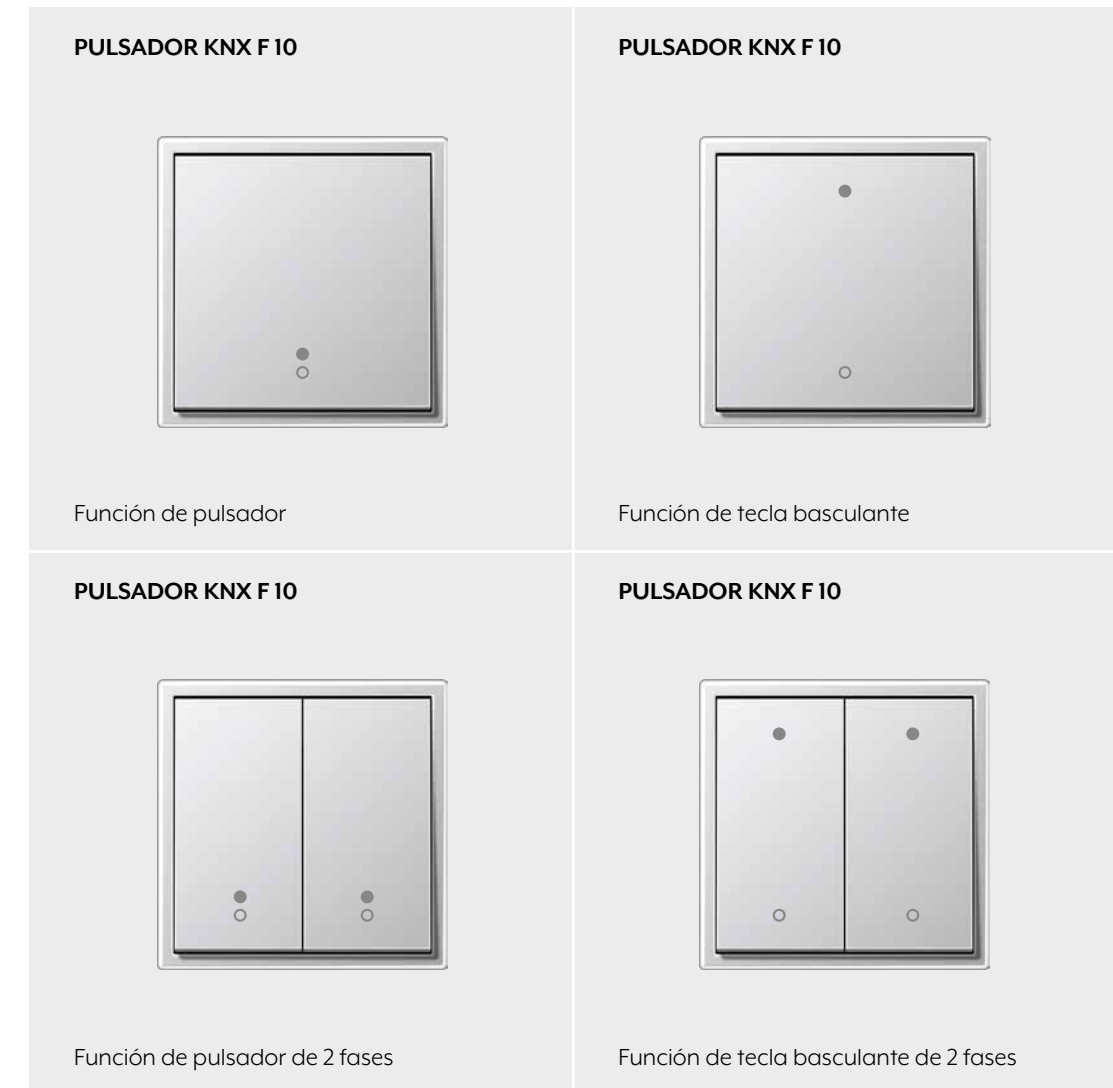 PULSADOR KNX F 10
PULSADOR KNX F 10
Función de pulsador
Función de tecla basculante
PULSADOR KNX F 10
PULSADOR KNX F 10
Función de pulsador de 2 fases
Función de tecla basculante de 2 fases